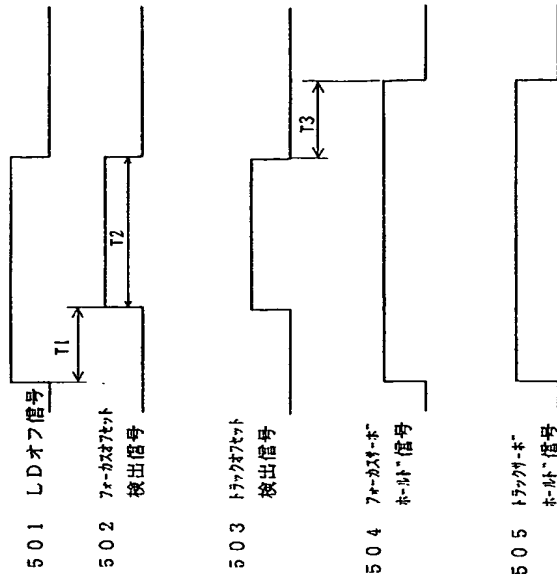 501 LDオフ信号
T1
502 フォーカスオフセット
検出信号
T2
503 トラックオフセット
検出信号
T3
504 フォーカスサーボ
ホールド信号
505 トラックサーボ
ホールド信号